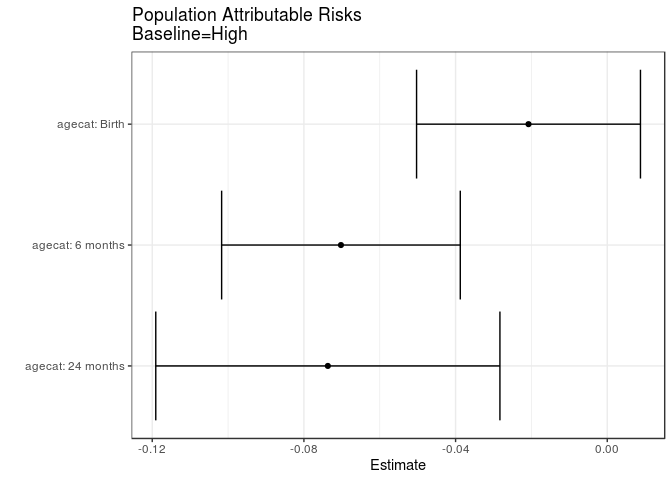 Population Attributable Risks
Baseline=High
agecat: Birth
agecat: 6 months
agecat: 24 months
-0.12 -0.08 -0.04 0.00
Estimate